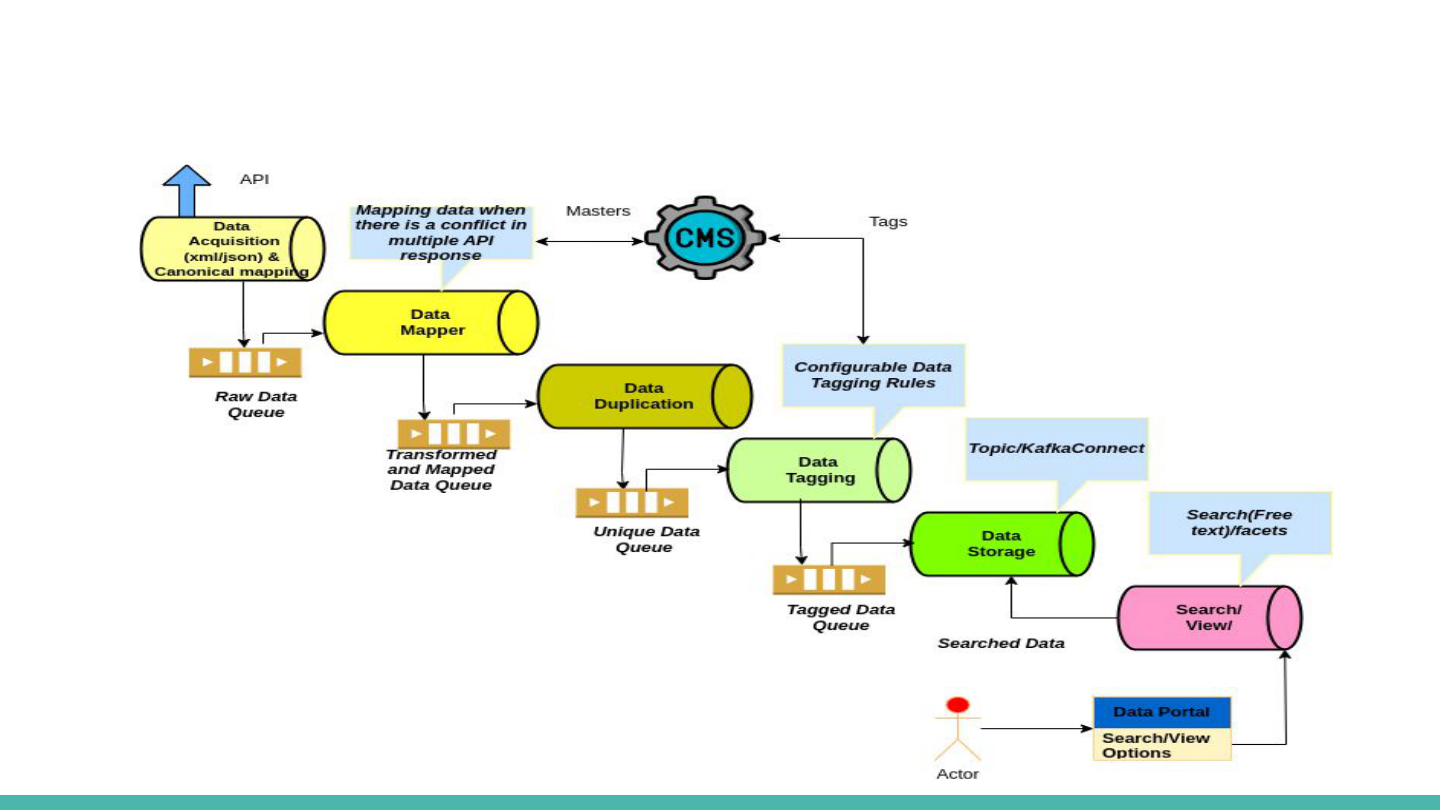 API
Data
Acquisition
(xml/json) &
Canonical mapping
Mapping data when
there is a conflict in
multiple API
response
Masters
CMS
Tags
Data
Mapper
Raw Data
Queue
Data
Duplication
Configurable Data
Tagging Rules
Transformed
and Mapped
Data Queue
Data
Tagging
Topic/KafkaConnect
Unique Data
Queue
Data
Storage
Search(Free
text)/facets
Tagged Data
Queue
Search/
View/
Searched Data
Data Portal
Search/View
Options
Actor